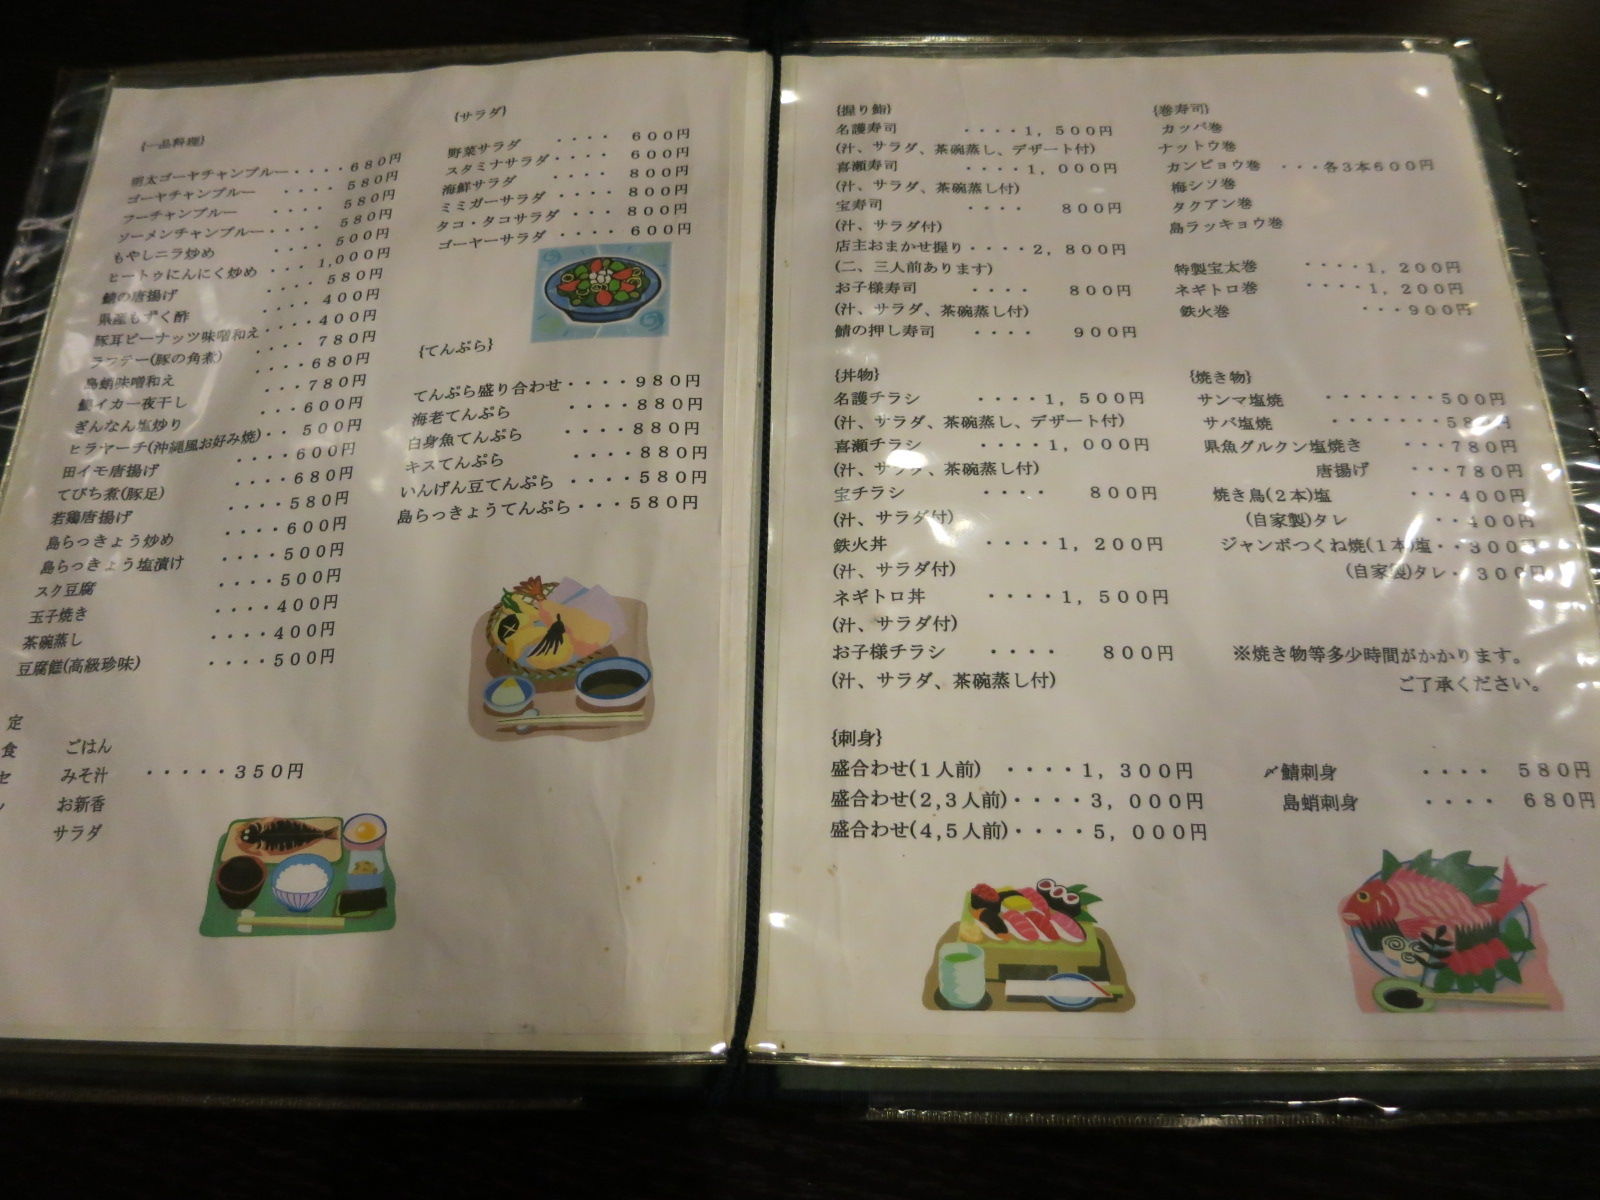 {一品料理}
明太ゴーヤチャンプルー・・・・680円
ゴーヤチャンプルー ・・・・580円
フーチャンプルー ・・・・580円
ソーメンチャンプルー・・・・580円
もやしニラ炒め ・・・・500円
ヒートゥにんにく炒め ・・・1,000円
鯖の唐揚げ ・・・・580円
県産もずく酢 ・・・・400円
豚耳ピーナッツ味噌和え・・・・400円
ラフテー(豚の角煮) ・・・・780円
島蛸味噌和え ・・・・680円
鯣イカ一夜干し ・・・780円
ぎんなん塩炒り ・・・600円
ヒラヤーチ(沖縄風お好み焼)・・500円
田イモ唐揚げ ・・・・600円
てびち煮(豚足) ・・・・680円
若鶏唐揚げ ・・・・580円
島らっきょう炒め ・・・・600円
島らっきょう塩漬け ・・・・500円
スク豆腐 ・・・・500円
玉子焼き ・・・・400円
茶碗蒸し ・・・・400円
豆腐餻(高級珍味) ・・・・500円
定
食
セ
ごはん
みそ汁 ・・・・・350円
お新香
サラダ
{サラダ}
野菜サラダ ・・・・ 600円
スタミナサラダ・・・・ 600円
海鮮サラダ ・・・・ 800円
ミミガーサラダ ・・・・ 800円
タコ・タコサラダ ・・・ 800円
ゴーヤーサラダ ・・・・ 600円
{てんぷら}
てんぷら盛り合わせ・・・・980円
海老てんぷら ・・・・880円
白身魚てんぷら ・・・・880円
キスてんぷら ・・・・880円
いんげん豆てんぷら ・・・・580円
島らっきょうてんぷら・・・580円
{握り鮨}
名護寿司 ・・・・1,500円
(汁、サラダ、茶碗蒸し、デザート付)
喜瀬寿司 ・・・・1,000円
(汁、サラダ、茶碗蒸し付)
宝寿司 ・・・・ 800円
(汁、サラダ付)
店主おまかせ握り・・・・2,800円
(二、三人前あります)
お子様寿司 ・・・・ 800円
(汁、サラダ、茶碗蒸し付)
鯖の押し寿司 ・・・・ 900円
{巻寿司}
カッパ巻
ナットウ巻
カンピョウ巻 ・・・各3本600円
梅シソ巻
タクアン巻
島ラッキョウ巻
特製宝太巻 ・・・・1,200円
ネギトロ巻 ・・・・1,200円
鉄火巻 ・・・900円
{丼物}
名護チラシ ・・・・1,500円
(汁、サラダ、茶碗蒸し、デザート付)
喜瀬チラシ ・・・・1,000円
(汁、サラダ、茶碗蒸し付)
宝チラシ ・・・・ 800円
(汁、サラダ付)
鉄火丼 ・・・・1,200円
(汁、サラダ付)
ネギトロ丼 ・・・・1,500円
(汁、サラダ付)
お子様チラシ ・・・・ 800円
(汁、サラダ、茶碗蒸し付)
{焼き物}
サンマ塩焼 ・・・・・・・500円
サバ塩焼 ・・・・・・・580円
県魚グルクン塩焼き ・・・780円
唐揚げ ・・・780円
焼き鳥(2本)塩 ・・・400円
(自家製)タレ ・・400円
ジャンボつくね焼(1本)塩・・300円
(自家製)タレ・・300円
※焼き物等多少時間がかかります。
ご了承ください。
{刺身}
盛合わせ(1人前) ・・・・1,300円
盛合わせ(2,3人前)・・・・3,000円
盛合わせ(4,5人前)・・・・5,000円
〆鯖刺身 ・・・・ 580円
島蛸刺身 ・・・・ 680円